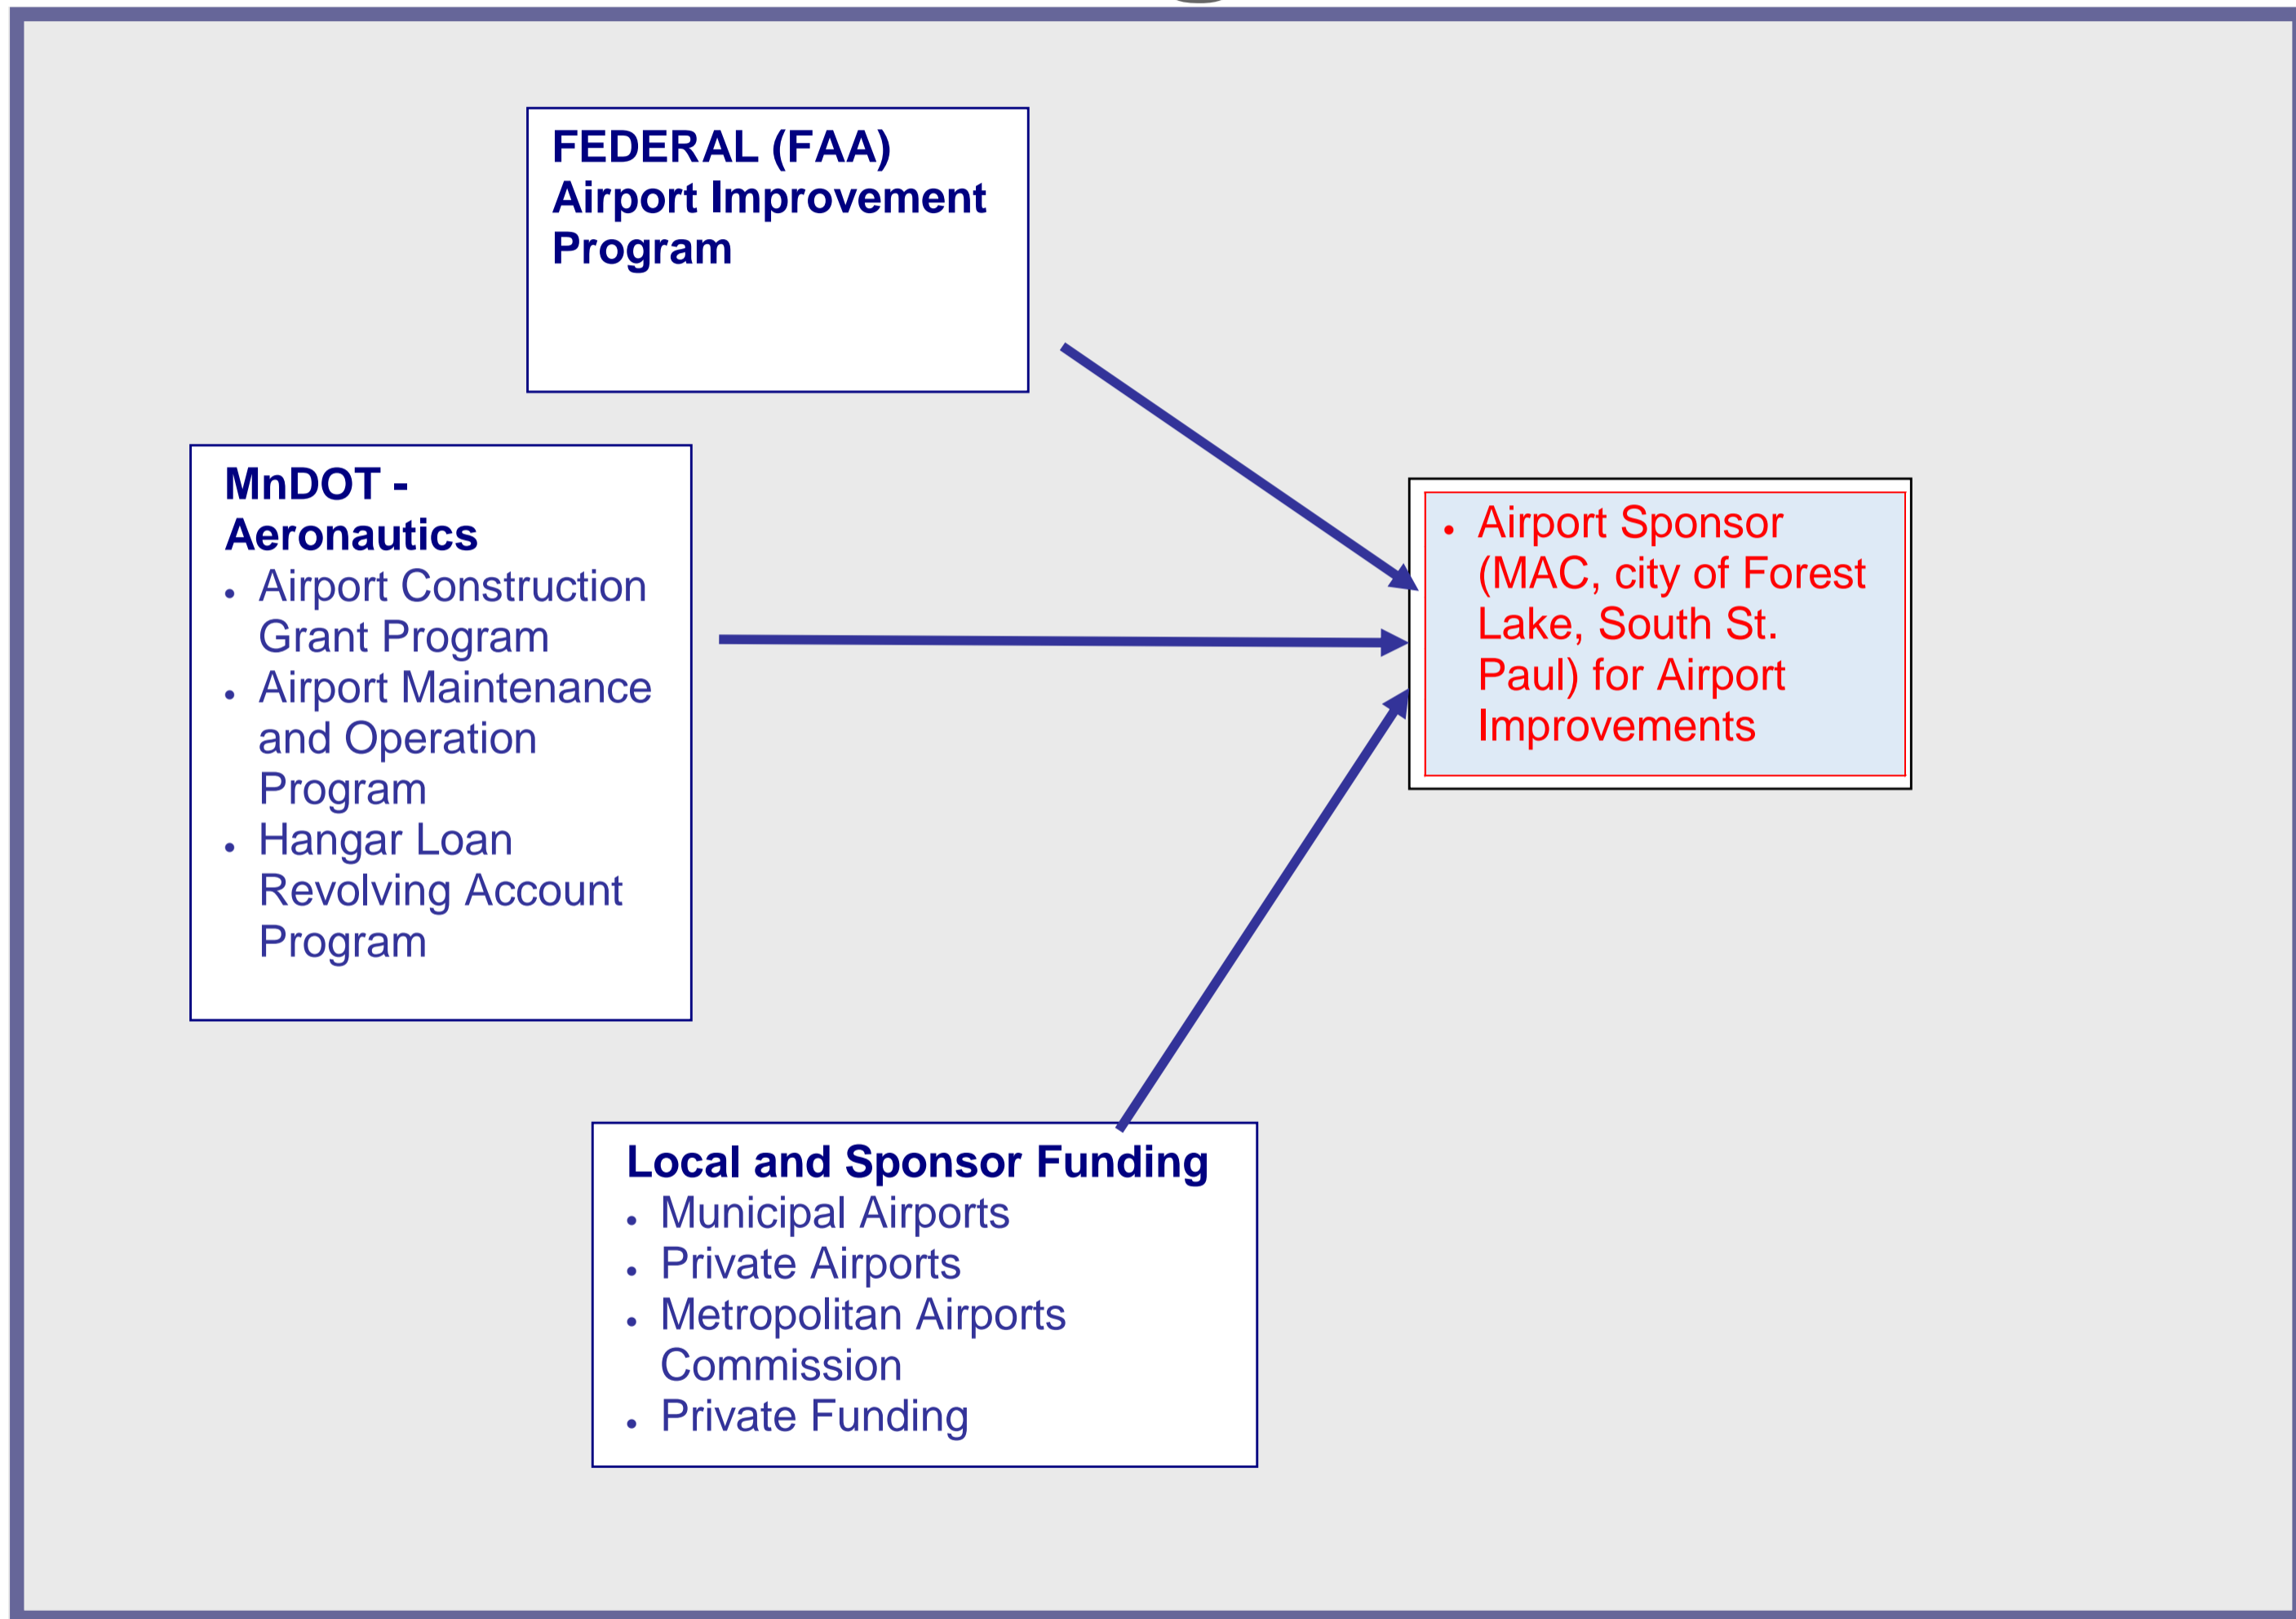 FEDERAL (FAA)
Airport Improvement
Program
MnDOT -
Aeronautics
• Airport Construction
Grant Program
• Airport Maintenance
and Operation
Program
• Hangar Loan
Revolving Account
Program
• Airport Sponsor
(MAC, city of Forest
Lake, South St.
Paul) for Airport
Improvements
Local and Sponsor Funding
• Municipal Airports
• Private Airports
• Metropolitan Airports
Commission
• Private Funding